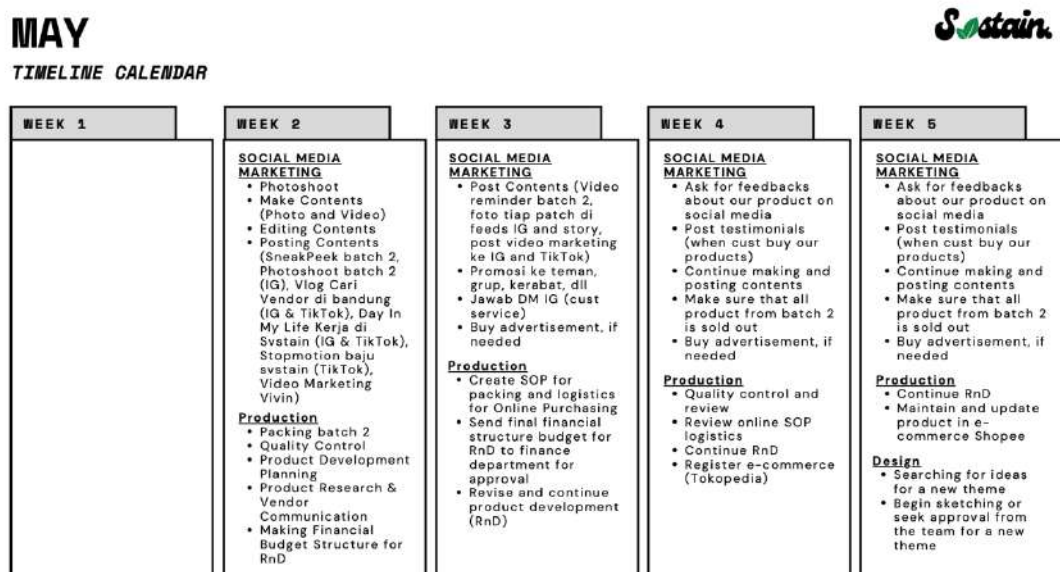 MAY
Svstain.
TIMELINE CALENDAR
WEEK 1
WEEK 2
SOCIAL MEDIA
MARKETING
• Photoshoot
• Make Contents
(Photo and Video)
• Editing Contents
• Posting Contents
(SneakPeek batch 2,
Photoshoot batch 2
(IG), Vlog Cari
Vendor di bandung
(IG & TikTok), Day In
My Life Kerja di
Svstain (IG & TikTok),
Stopmotion baju
svstain (TikTok),
Video Marketing
Vivin)
Production
• Packing batch 2
• Quality Control
• Product Development
Planning
• Product Research &
Vendor
Communication
• Making Financial
Budget Structure for
RnD
WEEK 3
SOCIAL MEDIA
MARKETING
• Post Contents (Video
reminder batch 2,
foto tiap patch di
feeds IG and story,
post video marketing
ke IG and TikTok)
• Promosi ke teman,
grup, kerabat, dll
• Jawab DM IG (cust
service)
• Buy advertisement, if
needed
Production
• Create SOP for
packing and logistics
for Online Purchasing
• Send final financial
structure budget for
RnD to finance
department for
approval
• Revise and continue
product development
(RnD)
WEEK 4
SOCIAL MEDIA
MARKETING
• Ask for feedbacks
about our product on
social media
• Post testimonials
(when cust buy our
products)
• Continue making and
posting contents
• Make sure that all
product from batch 2
is sold out
• Buy advertisement, if
needed
Production
• Quality control and
review
• Review online SOP
logistics
• Continue RnD
• Register e-commerce
(Tokopedia)
WEEK 5
SOCIAL MEDIA
MARKETING
• Ask for feedbacks
about our product on
social media
• Post testimonials
(when cust buy our
products)
• Continue making and
posting contents
• Make sure that all
product from batch 2
is sold out
• Buy advertisement, if
needed
Production
• Continue RnD
• Maintain and update
product in e-
commerce Shopee
Design
• Searching for ideas
for a new theme
• Begin sketching or
seek approval from
the team for a new
theme